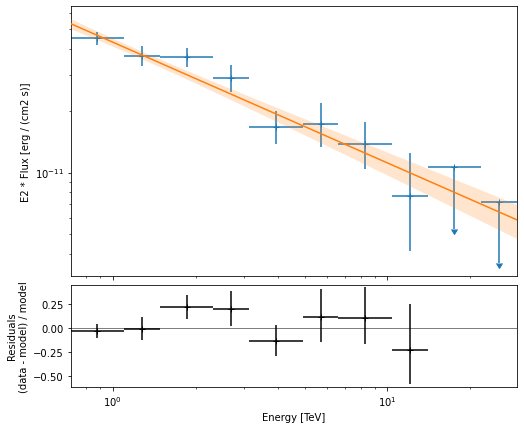 E2 * Flux [erg / (cm2 s)]
10⁻¹¹
Residuals
(data - model) / model
0.25
0.00
−0.25
−0.50
10⁰
10¹
Energy [TeV]